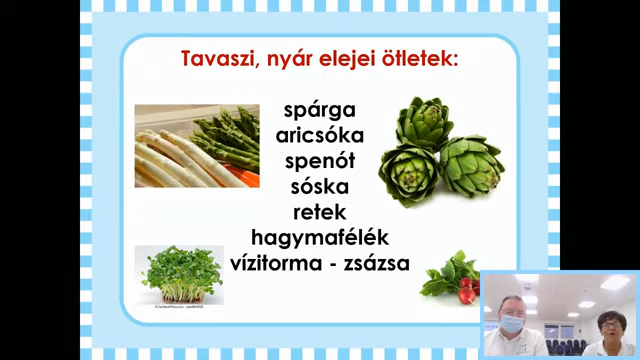 Tavaszi, nyár elejei ötletek:
spárga
aricsóka
spenót
sóska
retek
hagymafélék
vízitorma - zsázsa